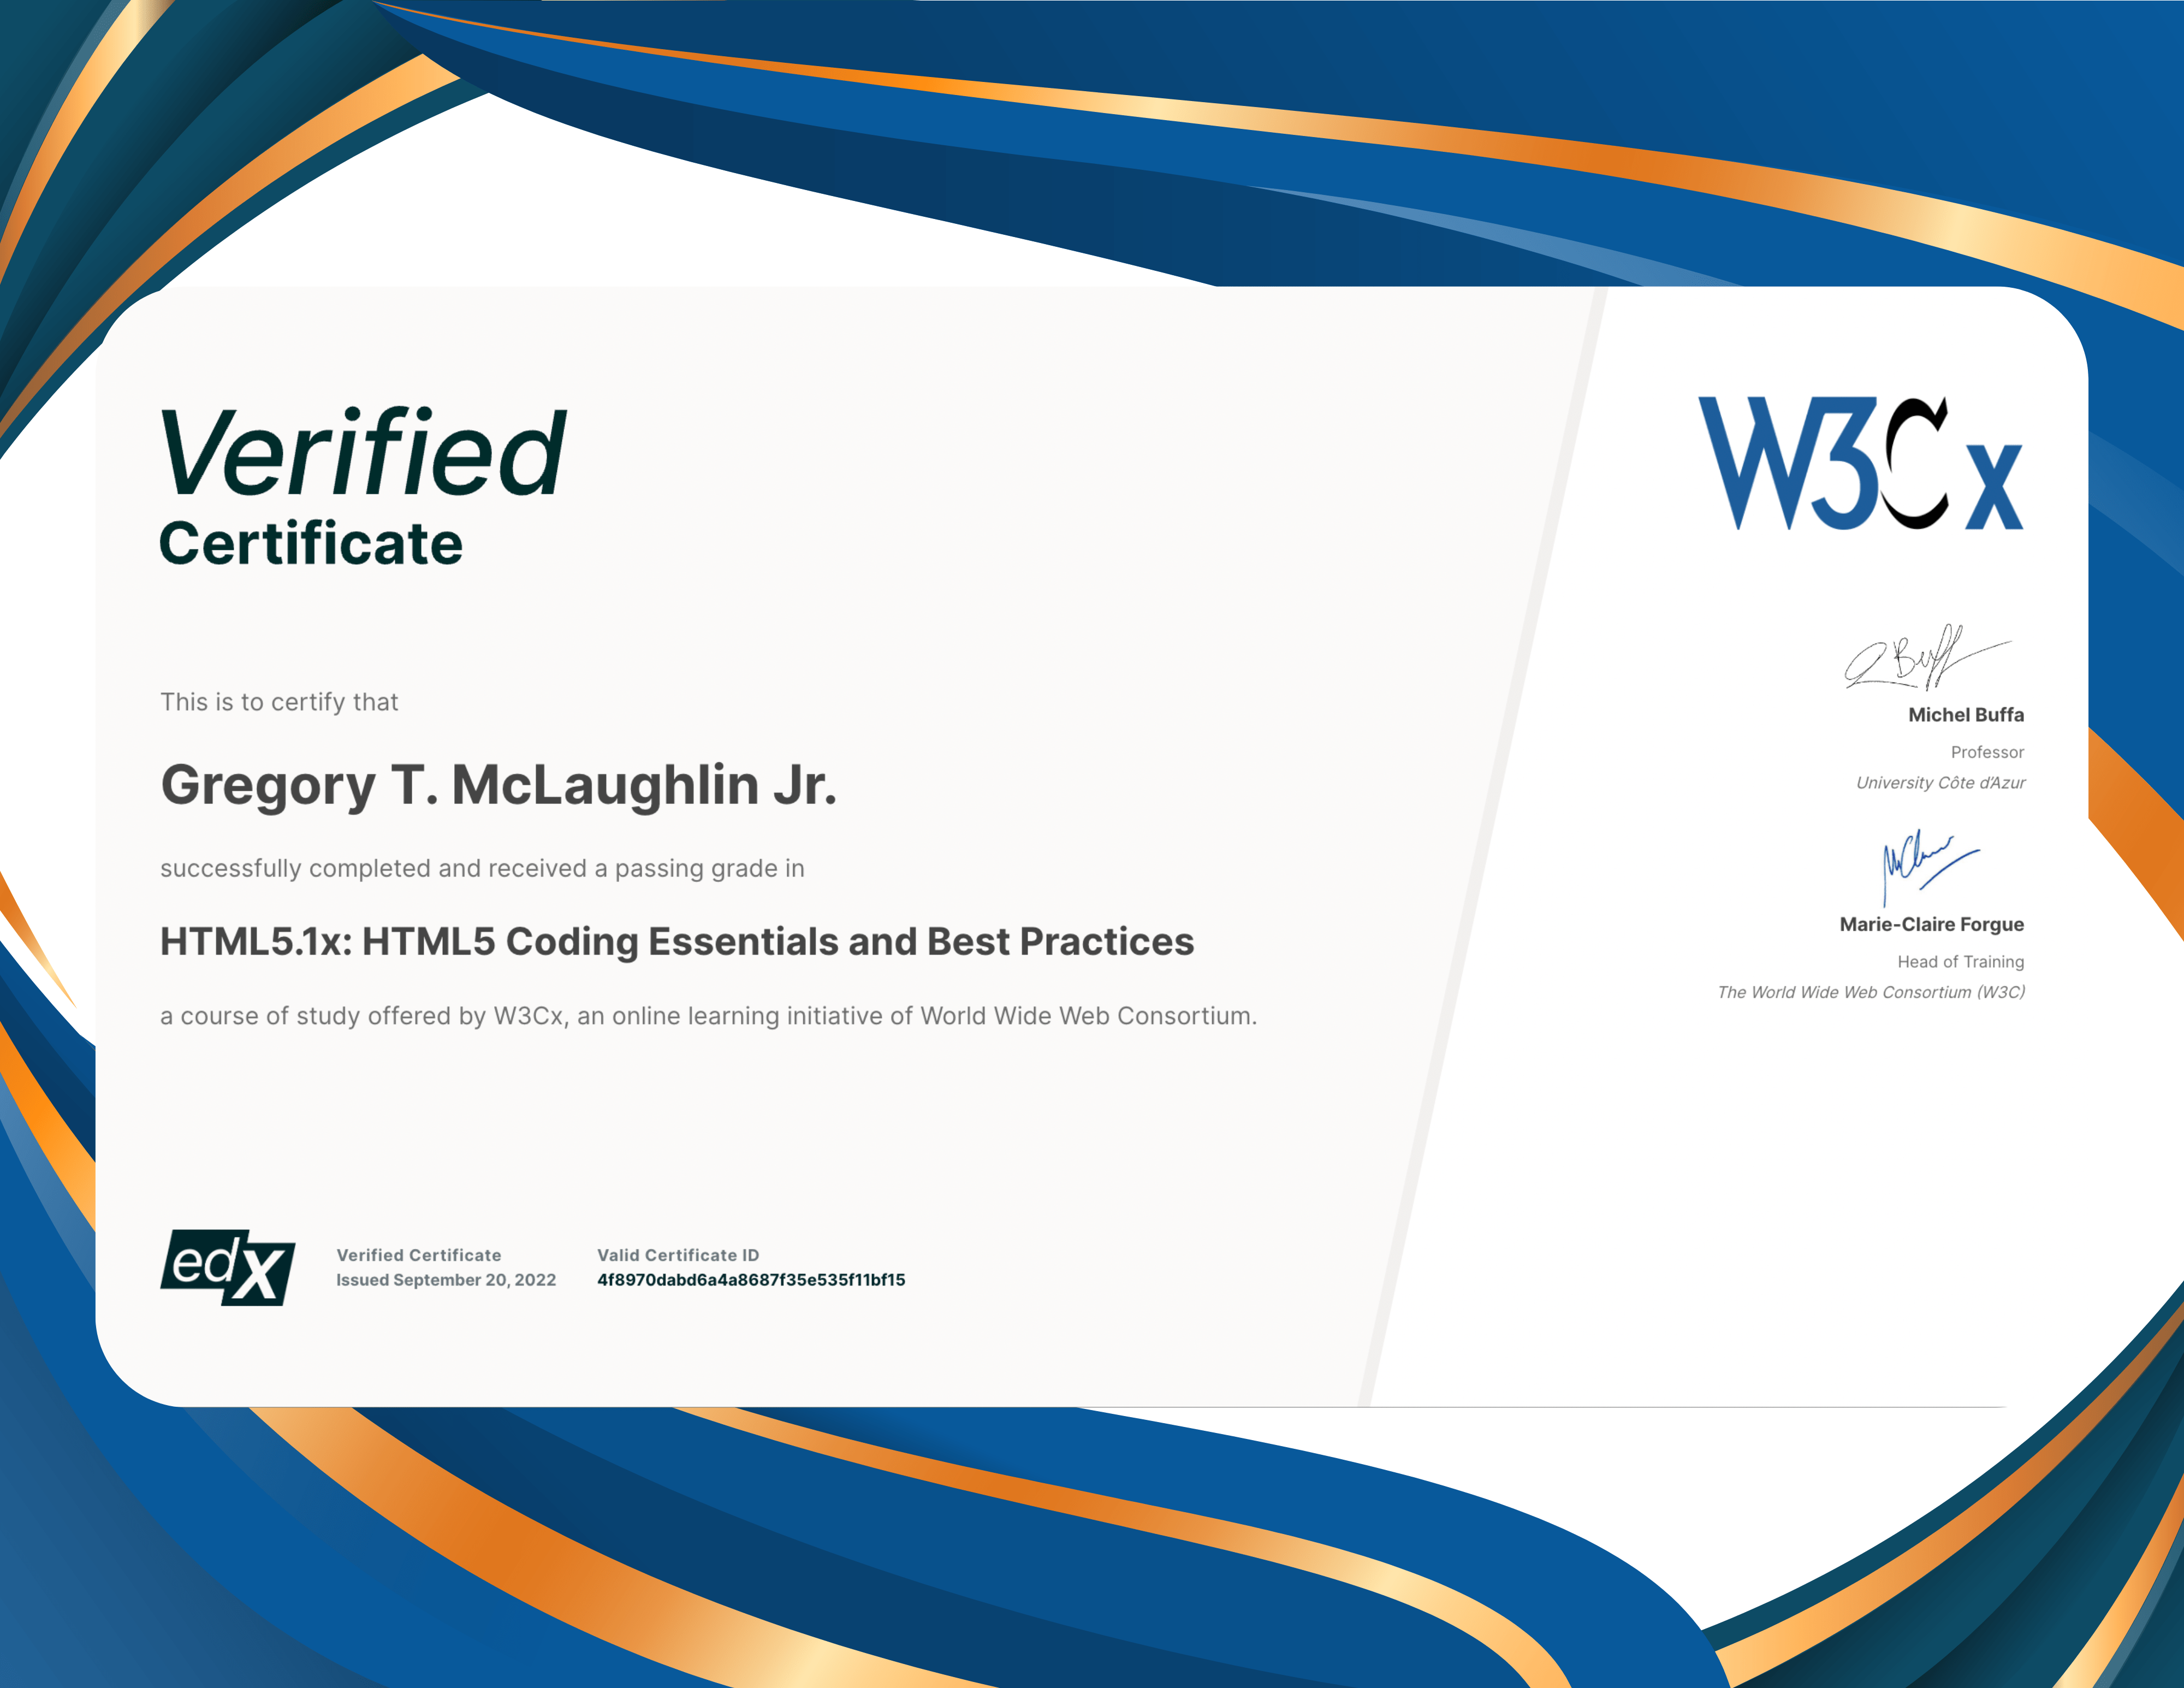 Verified
Certificate
This is to certify that
Gregory T. McLaughlin Jr.
successfully completed and received a passing grade in
HTML5.1x: HTML5 Coding Essentials and Best Practices
a course of study offered by W3Cx, an online learning initiative of World Wide Web Consortium.
edX
Verified Certificate
Issued September 20, 2022
Valid Certificate ID
4f8970dabd6a4a8687f35e535f11bf15
W3Cx
Michel Buffa
Professor
University Côte d'Azur
Marie-Claire Forgue
Head of Training
The World Wide Web Consortium (W3C)